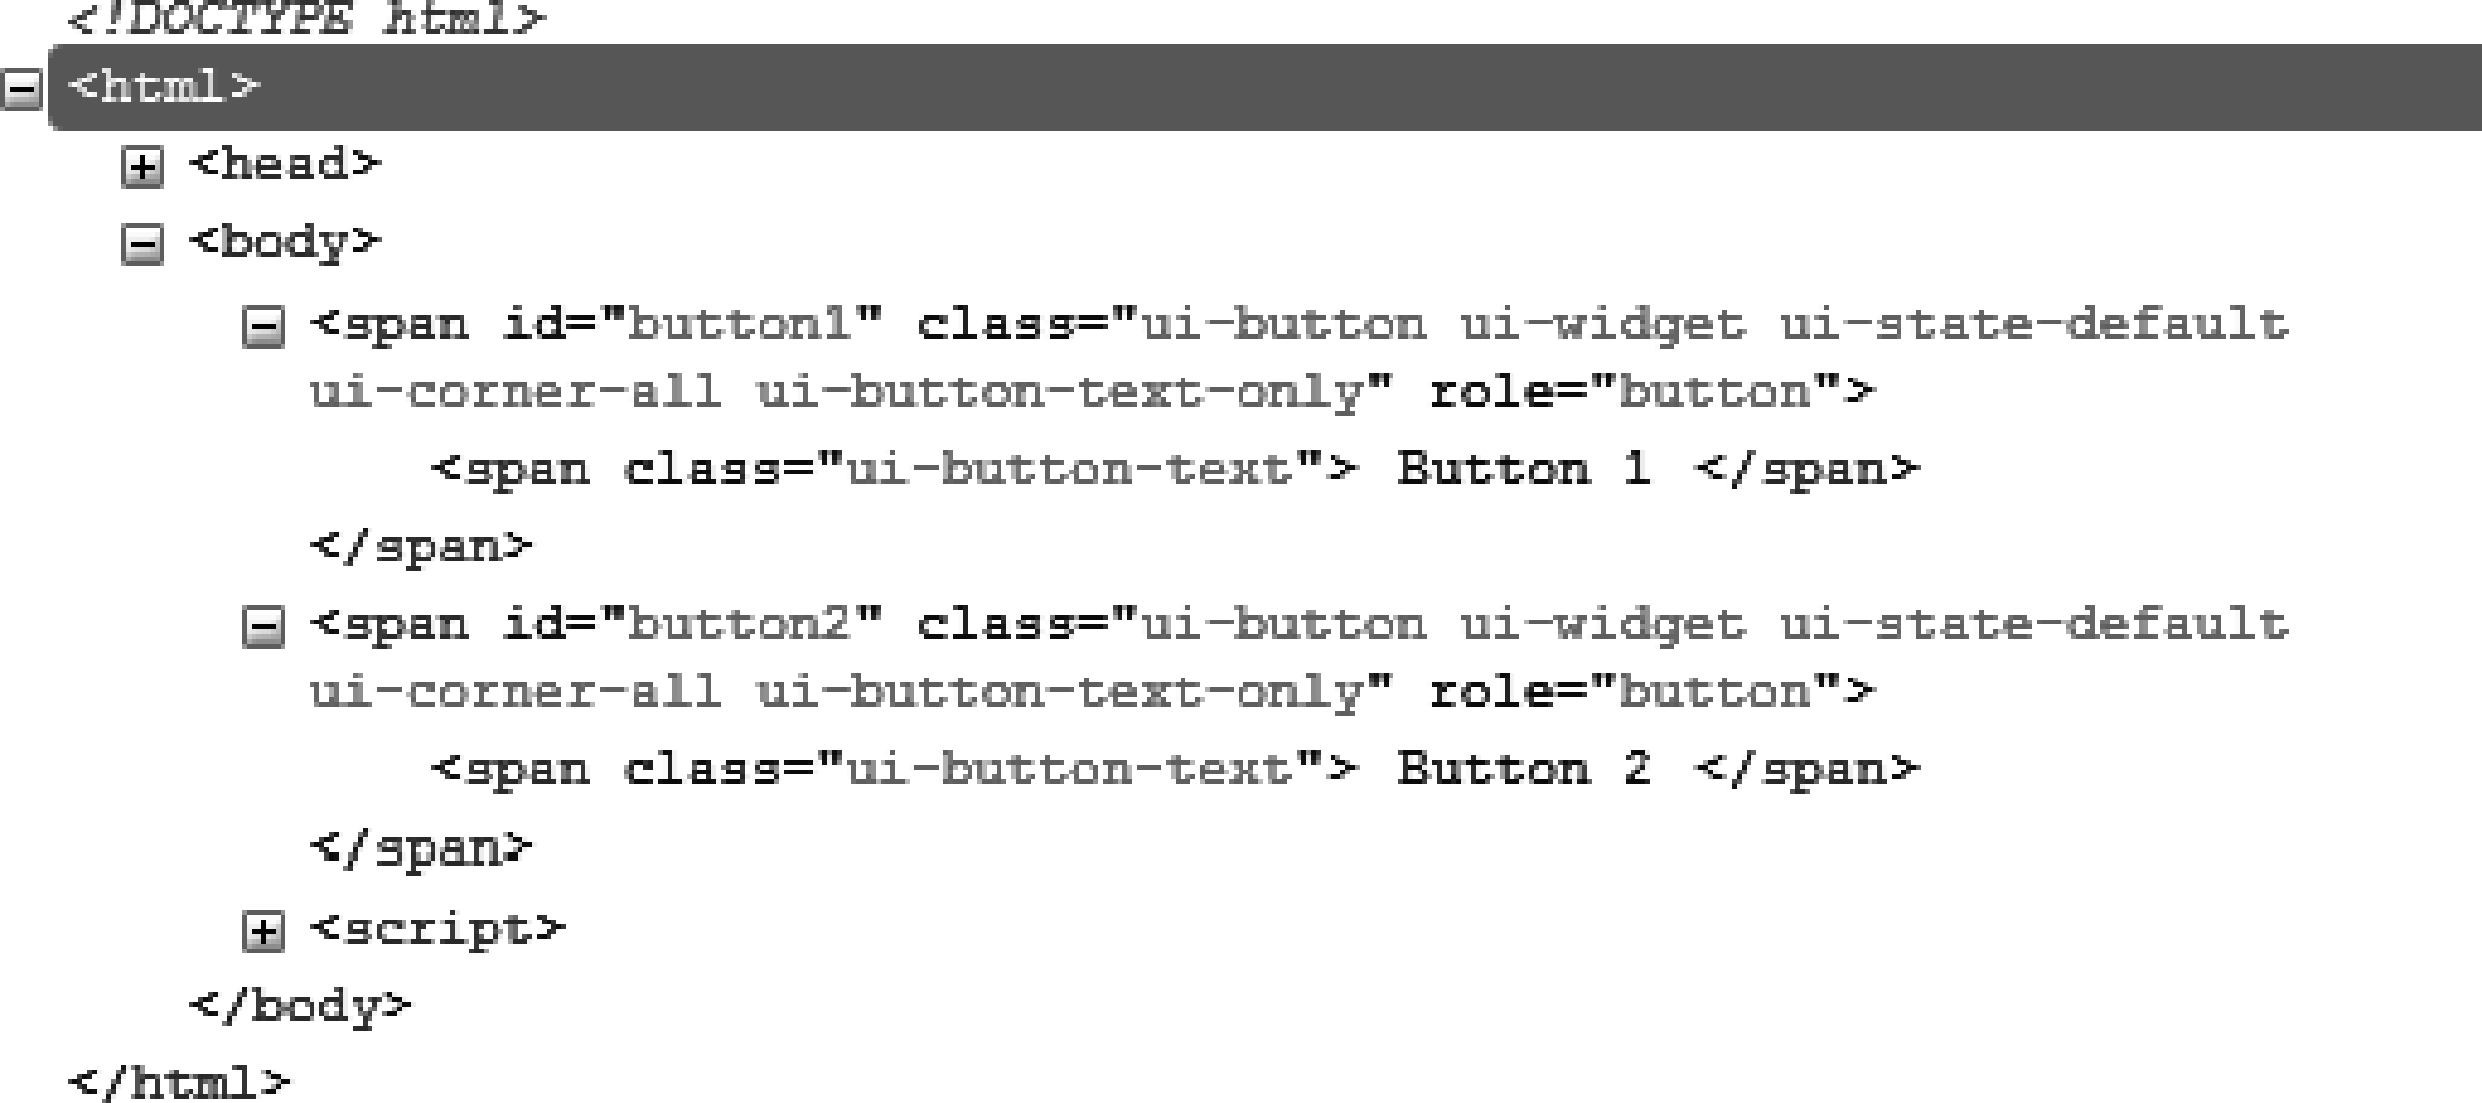 <!DOCTYPE html>
<html>
<head>
<body>
<span id="button1" class="ui-button ui-widget ui-state-default
ui-corner-all ui-button-text-only" role="button">
<span class="ui-button-text"> Button 1 </span>
</span>
<span id="button2" class="ui-button ui-widget ui-state-default
ui-corner-all ui-button-text-only" role="button">
<span class="ui-button-text"> Button 2 </span>
</span>
<script>
</body>
</html>